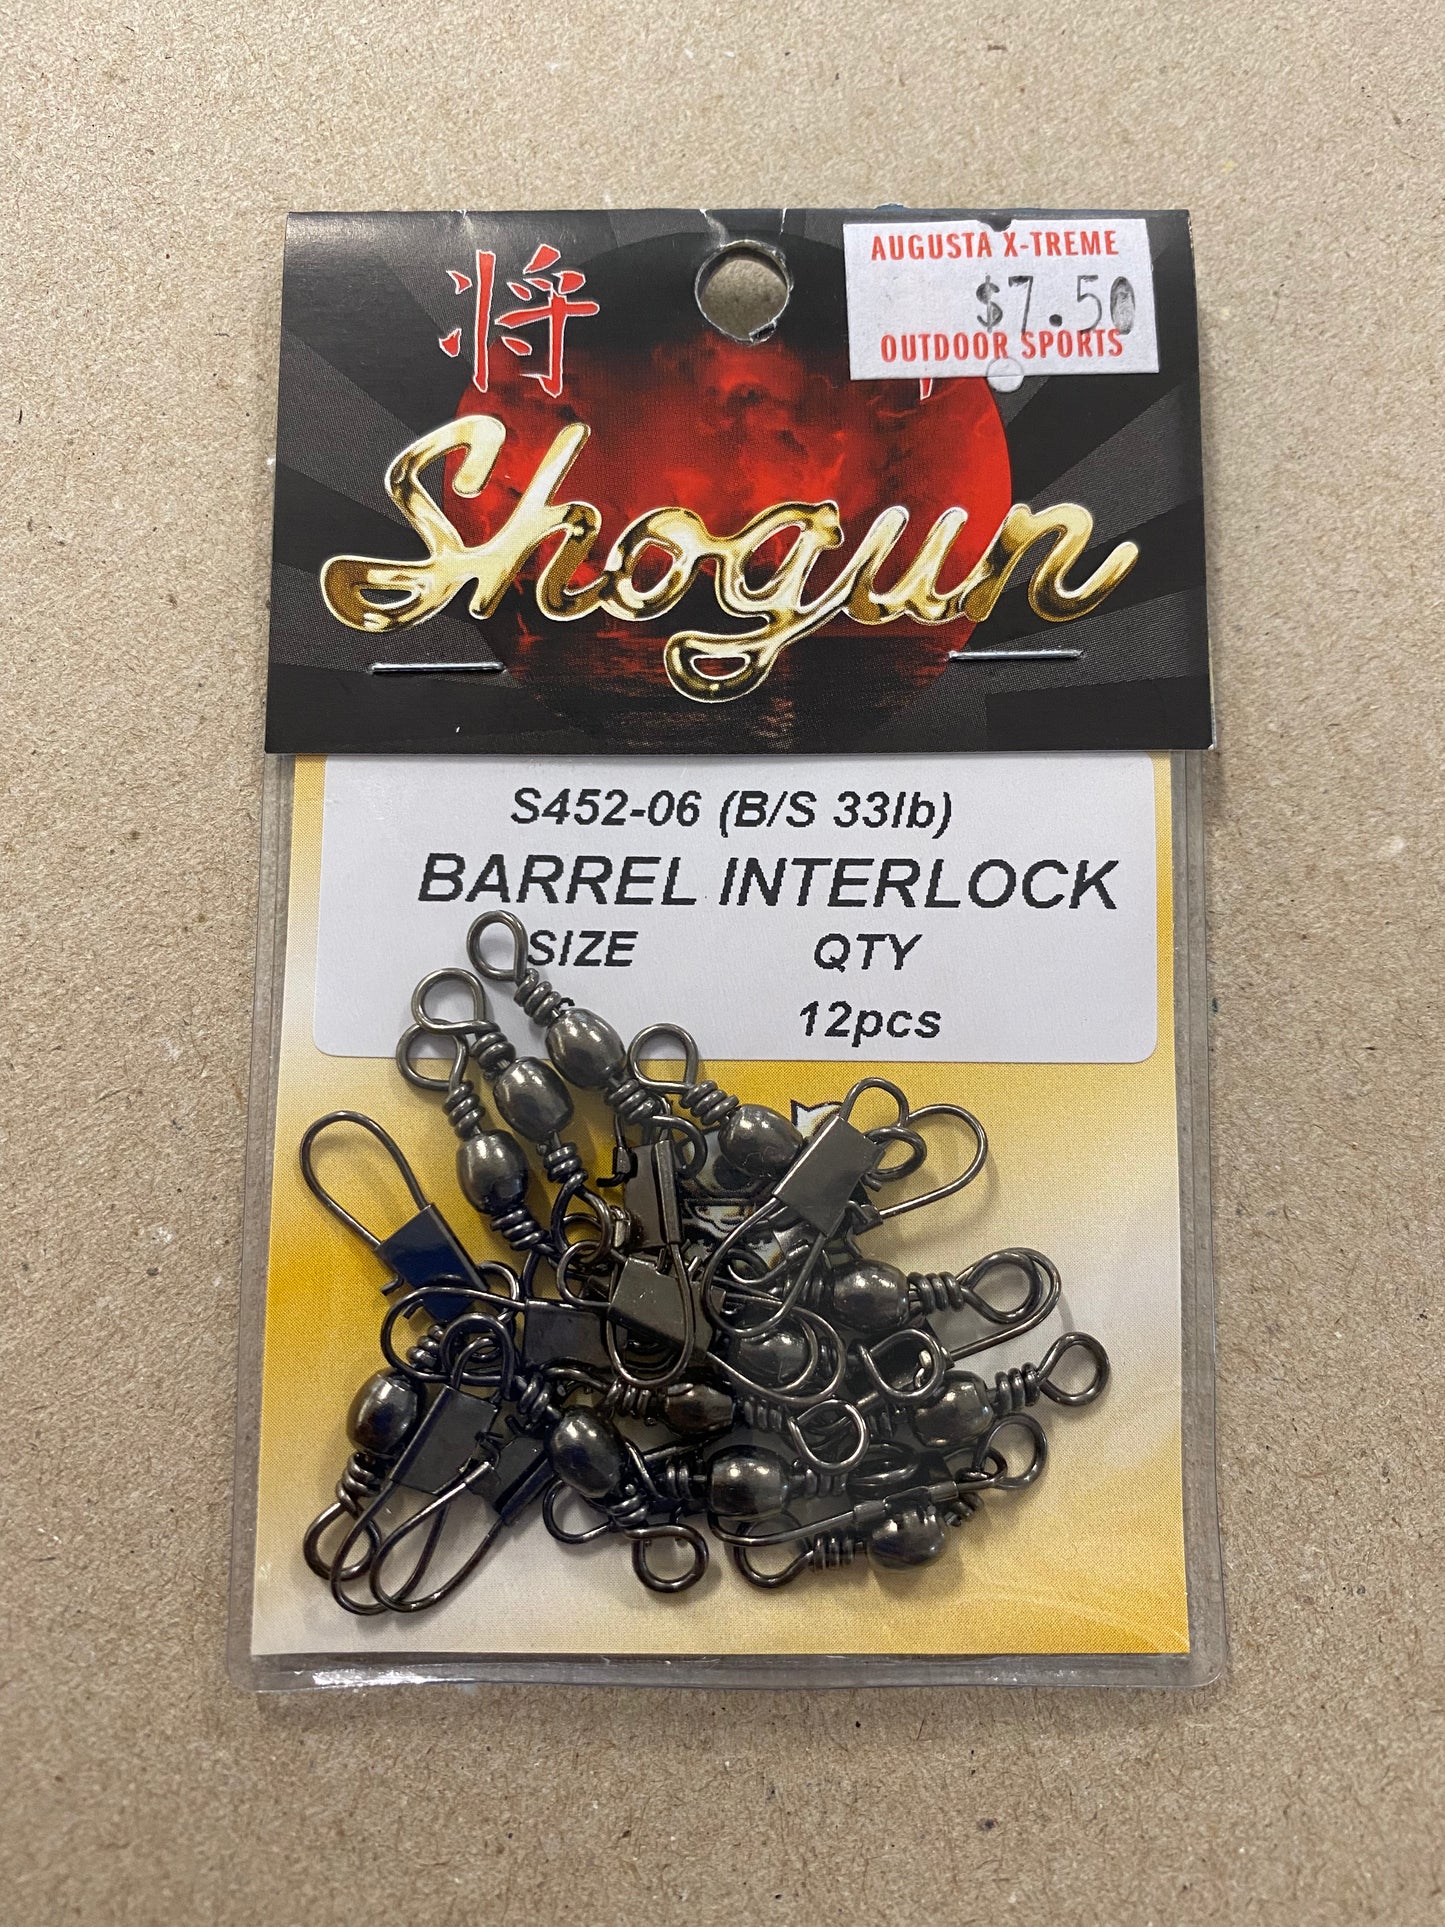 将
AUGUSTA X-TREME
$7.50
OUTDOOR SPORTS
Shogun
S452-06 (B/S 33lb)
BARREL INTERLOCK
SIZE QTY
12pcs